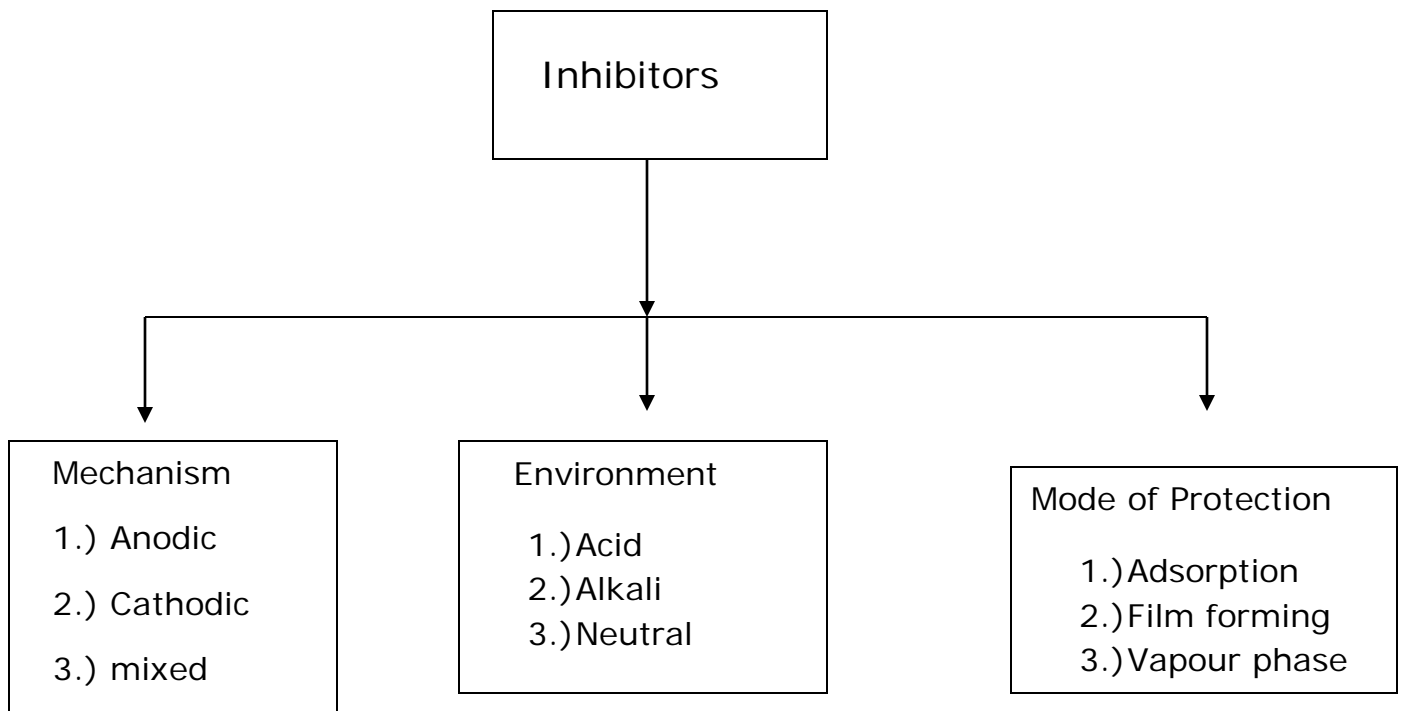 Inhibitors
Mechanism
1.) Anodic
2.) Cathodic
3.) mixed
Environment
1.)Acid
2.)Alkali
3.)Neutral
Mode of Protection
1.)Adsorption
2.)Film forming
3.)Vapour phase